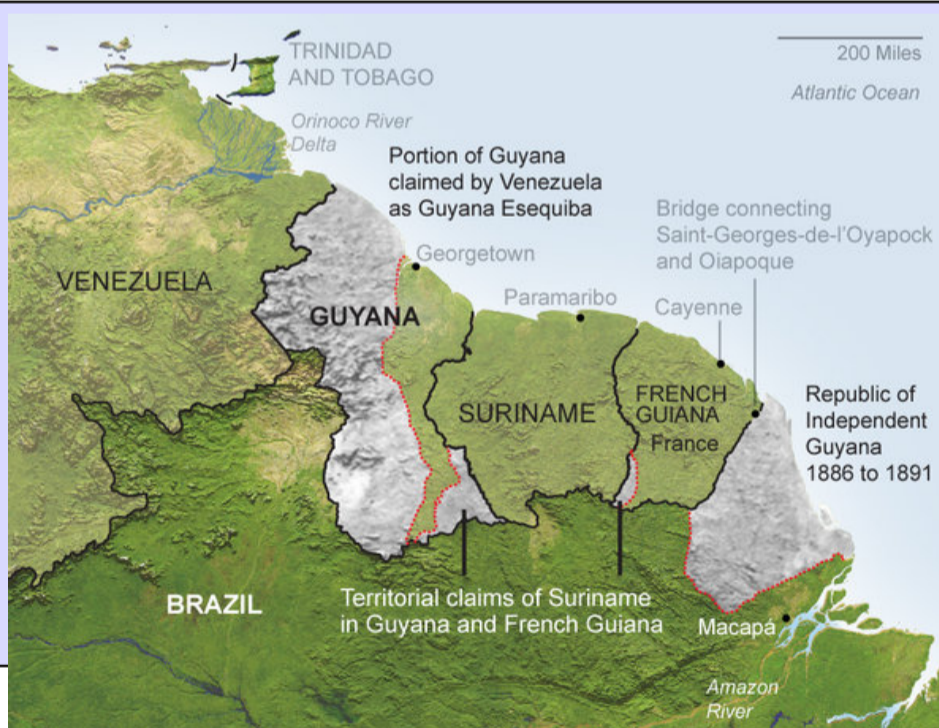 TRINIDAD
AND TOBAGO
200 Miles
Atlantic Ocean
Orinoco River
Delta
Portion of Guyana
claimed by Venezuela
as Guyana Esequiba
Bridge connecting
Saint-Georges-de-l'Oyapock
and Oiapoque
Georgetown
VENEZUELA
Paramaribo
Cayenne
GUYANA
FRENCH
GUIANA
France
SURINAME
Republic of
Independent
Guyana
1886 to 1891
BRAZIL
Territorial claims of Suriname
in Guyana and French Guiana
Macapá
Amazon
River